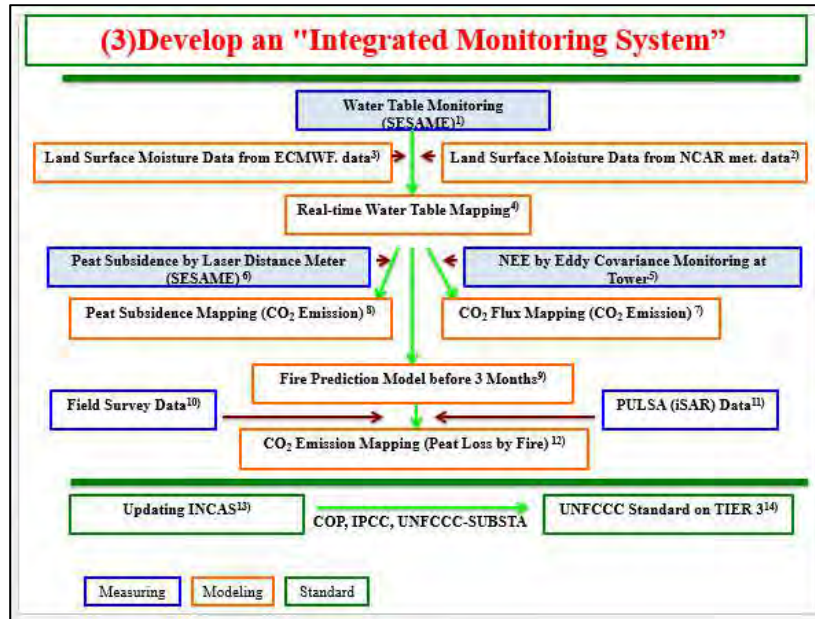 (3)Develop an "Integrated Monitoring System”
Water Table Monitoring
(SESAME)1)
Land Surface Moisture Data from ECMWF. data3)
Land Surface Moisture Data from NCAR met. data2)
Real-time Water Table Mapping4)
Peat Subsidence by Laser Distance Meter
(SESAME) 6)
NEE by Eddy Covariance Monitoring at
Tower5)
Peat Subsidence Mapping (CO2 Emission) 8)
CO2 Flux Mapping (CO2 Emission) 7)
Fire Prediction Model before 3 Months9)
Field Survey Data10)
PULSA (iSAR) Data11)
CO2 Emission Mapping (Peat Loss by Fire) 12)
Updating INCAS13)
COP, IPCC, UNFCCC-SUBSTA
UNFCCC Standard on TIER 314)
Measuring
Modeling
Standard